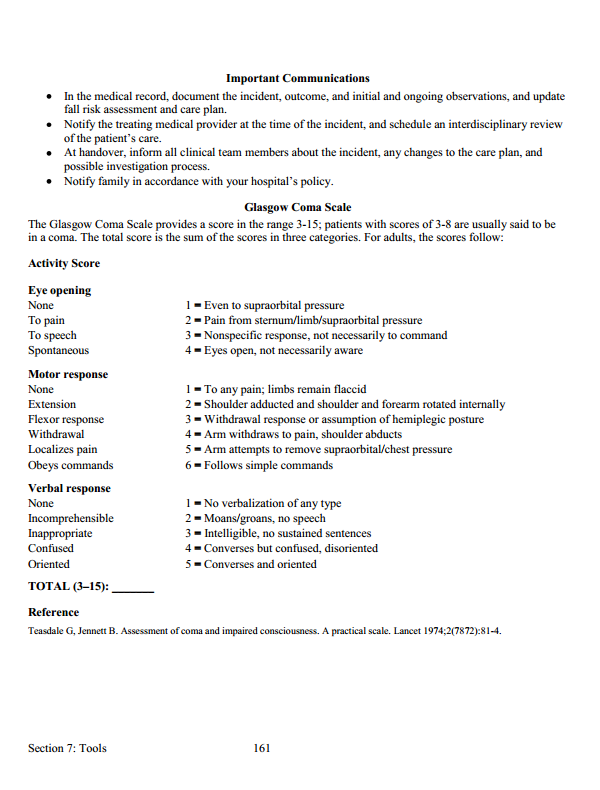 Important Communications
• In the medical record, document the incident, outcome, and initial and ongoing observations, and update
fall risk assessment and care plan.
• Notify the treating medical provider at the time of the incident, and schedule an interdisciplinary review
of the patient's care.
• At handover, inform all clinical team members about the incident, any changes to the care plan, and
possible investigation process.
• Notify family in accordance with your hospital's policy.
Glasgow Coma Scale
The Glasgow Coma Scale provides a score in the range 3-15; patients with scores of 3-8 are usually said to be
in a coma. The total score is the sum of the scores in three categories. For adults, the scores follow:
Activity Score
Eye opening
None 1 = Even to supraorbital pressure
To pain 2 = Pain from sternum/limb/supraorbital pressure
To speech 3 = Nonspecific response, not necessarily to command
Spontaneous 4 = Eyes open, not necessarily aware
Motor response
None 1 = To any pain; limbs remain flaccid
Extension 2 = Shoulder adducted and shoulder and forearm rotated internally
Flexor response 3 = Withdrawal response or assumption of hemiplegic posture
Withdrawal 4 = Arm withdraws to pain, shoulder abducts
Localizes pain 5 = Arm attempts to remove supraorbital/chest pressure
Obeys commands 6 = Follows simple commands
Verbal response
None 1 = No verbalization of any type
Incomprehensible 2 = Moans/groans, no speech
Inappropriate 3 = Intelligible, no sustained sentences
Confused 4 = Converses but confused, disoriented
Oriented 5 = Converses and oriented
TOTAL (3–15): _______
Reference
Teasdale G, Jennett B. Assessment of coma and impaired consciousness. A practical scale. Lancet 1974;2(7872):81-4.
Section 7: Tools 161